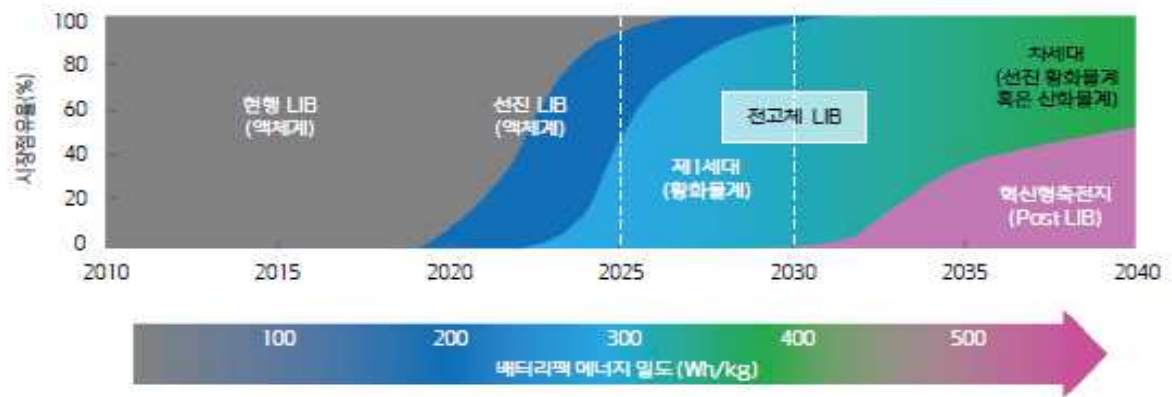 시장점유율(%)
100
80
60
40
20
0
현행 LIB
(액체계)
선진 LIB
(액체계)
제1세대
(황화물계)
전고체 LIB
차세대
(선진 황화물계
혹은 산화물계)
혁신형축전지
(Post LIB)
2010 2015 2020 2025 2030 2035 2040
100 200 300 400 500
배터리팩 에너지 밀도 (Wh/kg)